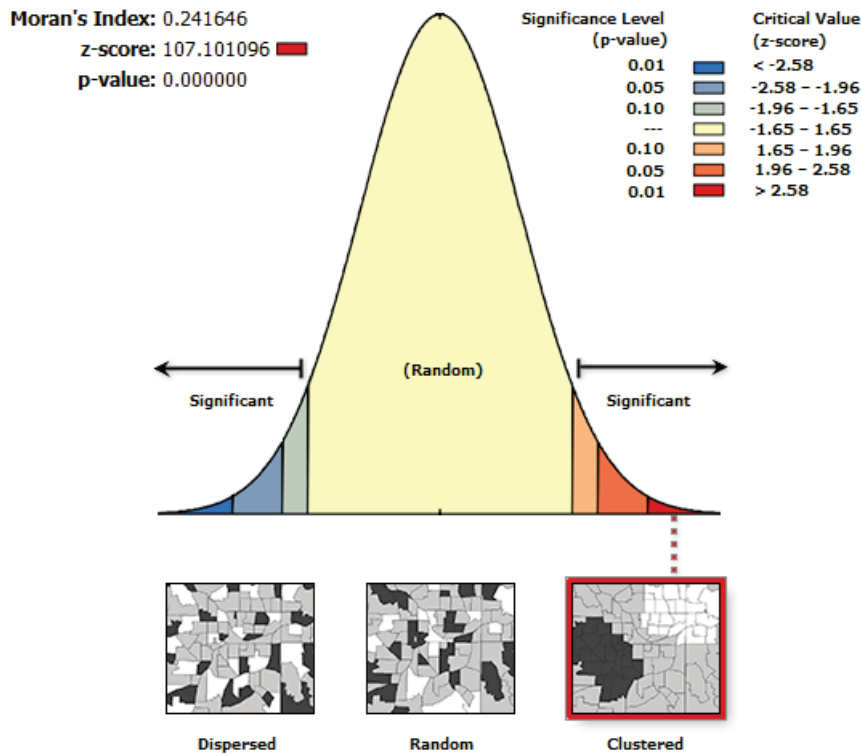 Moran's Index: 0.241646
z-score: 107.101096
p-value: 0.000000
Significance Level (p-value)
Critical Value (z-score)
0.01 < -2.58
0.05 -2.58 – -1.96
0.10 -1.96 – -1.65
--- -1.65 – 1.65
0.10 1.65 – 1.96
0.05 1.96 – 2.58
0.01 > 2.58
(Random)
Significant
Significant
Dispersed
Random
Clustered